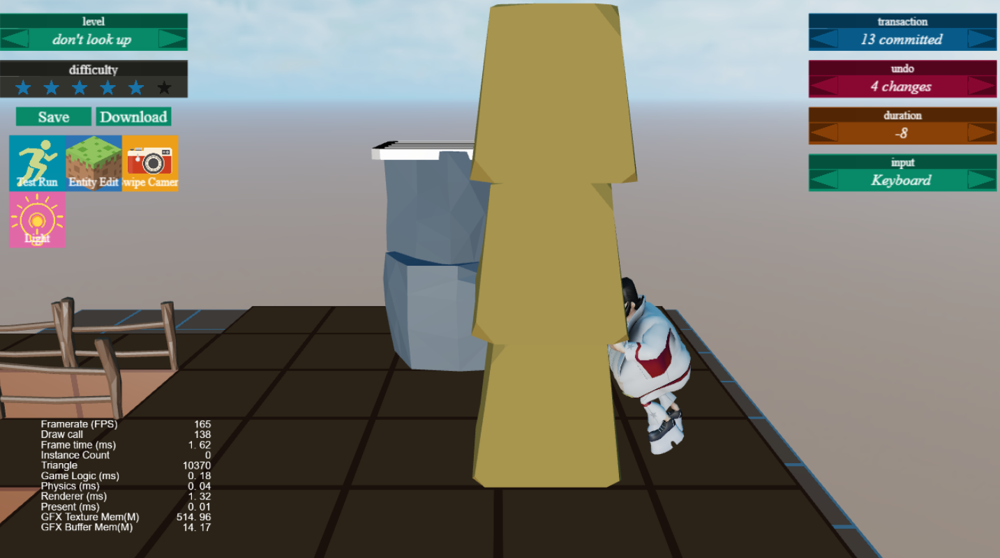 level
don't look up
difficulty
Save
Download
Test Run
Entity Edit
wipe Camer
Light
transaction
13 committed
undo
4 changes
duration
-8
input
Keyboard
Framerate (FPS) 165
Draw call 138
Frame time (ms) 1. 62
Instance Count 0
Triangle 10370
Game Logic (ms) 0. 18
Physics (ms) 0. 04
Renderer (ms) 1. 32
Present (ms) 0. 01
GFX Texture Mem(M) 514. 96
GFX Buffer Mem(M) 14. 17